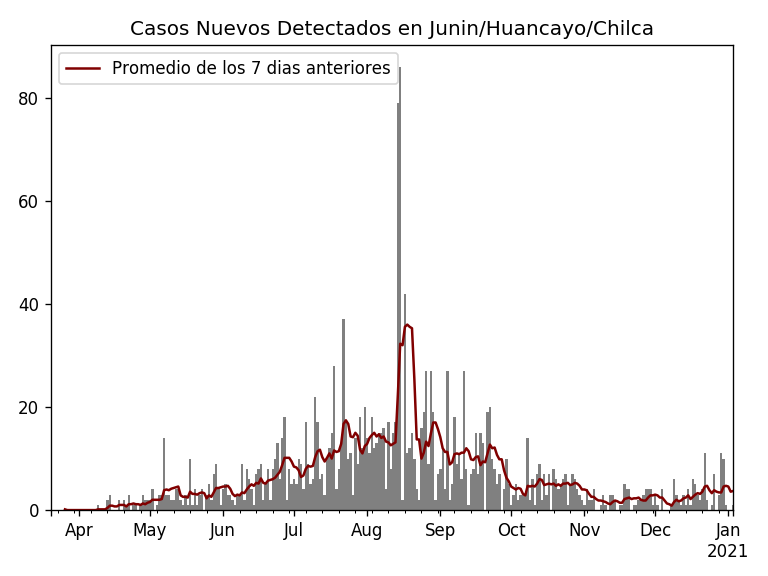 Casos Nuevos Detectados en Junin/Huancayo/Chilca
Promedio de los 7 dias anteriores
80
60
40
20
0
Apr May Jun Jul Aug Sep Oct Nov Dec Jan
2021